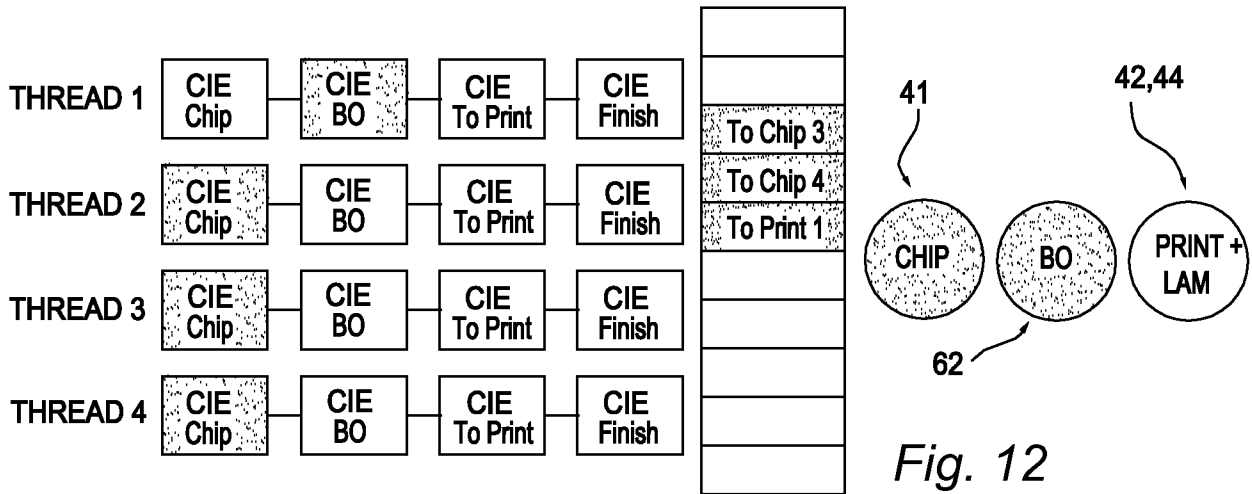 THREAD 1
CIE
Chip
CIE
BO
CIE
To Print
CIE
Finish
THREAD 2
CIE
Chip
CIE
BO
CIE
To Print
CIE
Finish
THREAD 3
CIE
Chip
CIE
BO
CIE
To Print
CIE
Finish
THREAD 4
CIE
Chip
CIE
BO
CIE
To Print
CIE
Finish
To Chip 3
To Chip 4
To Print 1
41
42,44
CHIP
BO
PRINT +
LAM
62
Fig. 12